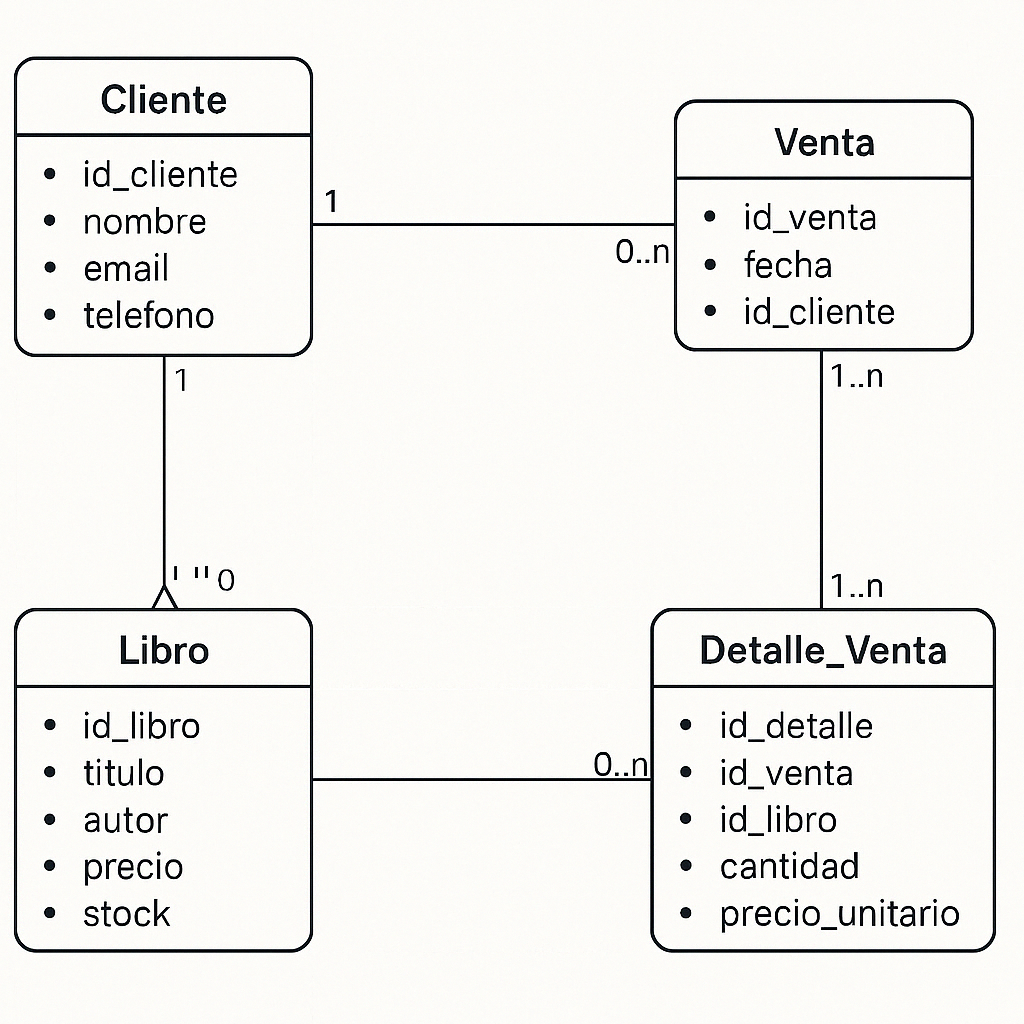 Cliente
• id_cliente
• nombre
• email
• telefono
Venta
• id_venta
• fecha
• id_cliente
1
0..n
1
1..n
0
1..n
Libro
• id_libro
• titulo
• autor
• precio
• stock
0..n
Detalle_Venta
• id_detalle
• id_venta
• id_libro
• cantidad
• precio_unitario